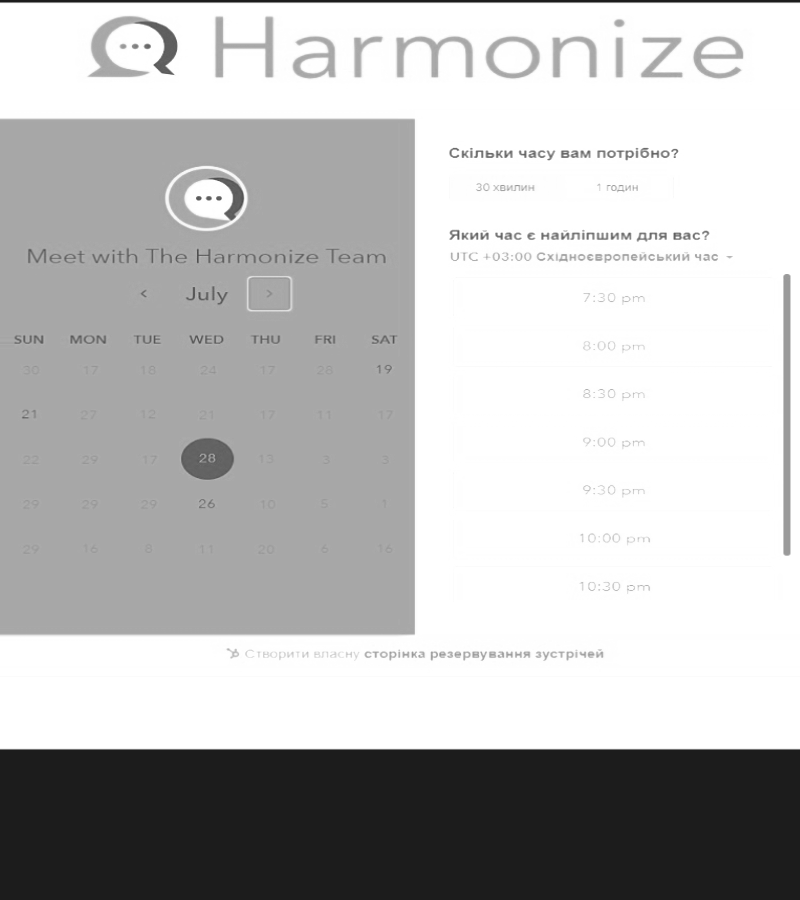 Harmonize
Meet with The Harmonize Team
< July >
SUN MON TUE WED THU FRI SAT
30 17 18 24 17 28 19
21 27 12 21 17 11 17
22 29 17 28 13 3 3
29 29 29 26 10 5 1
29 16 8 11 20 6 16
Скільки часу вам потрібно?
30 хвилин 1 годин
Який час є найліпшим для вас?
UTC +03:00 Східноєвропейський час
7:30 pm
8:00 pm
8:30 pm
9:00 pm
9:30 pm
10:00 pm
10:30 pm
Створити власну сторінка резервування зустрічей